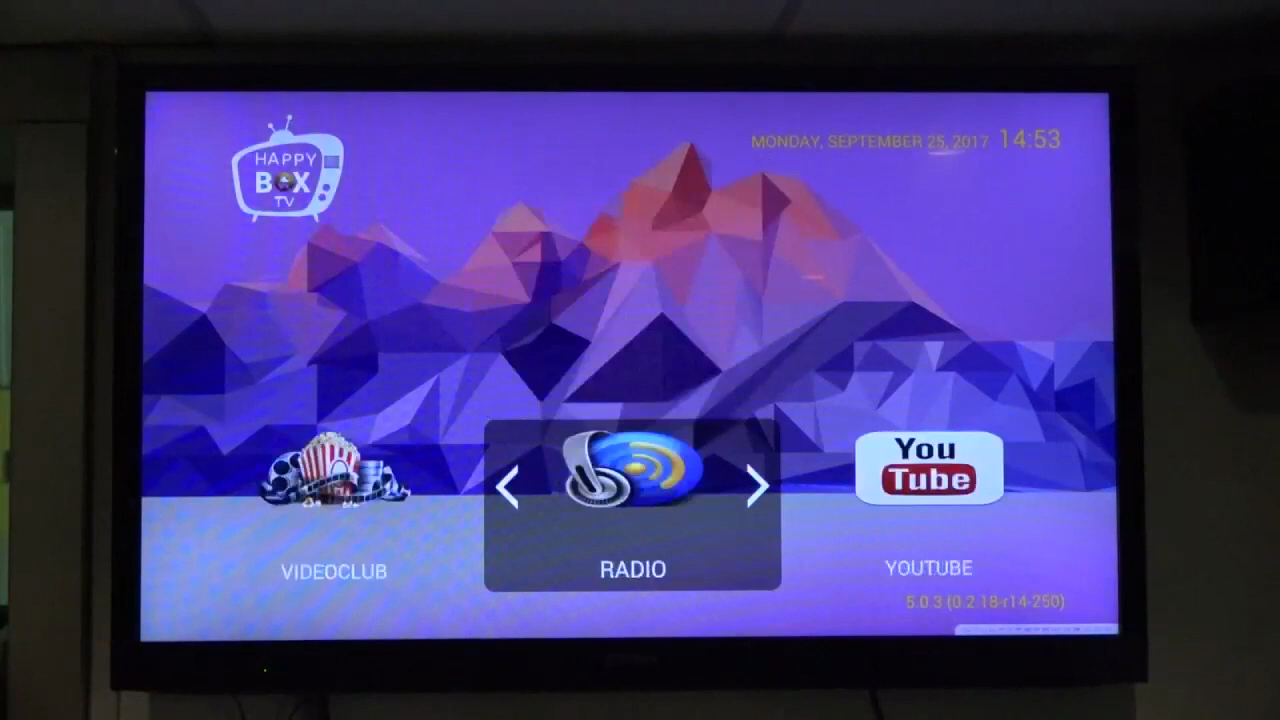 HAPPY
BOX
TV
MONDAY, SEPTEMBER 25, 2017 14:53
You
Tube
VIDEOCLUB
RADIO
YOUTUBE
5.0.3 (0.2.18-r14-250)